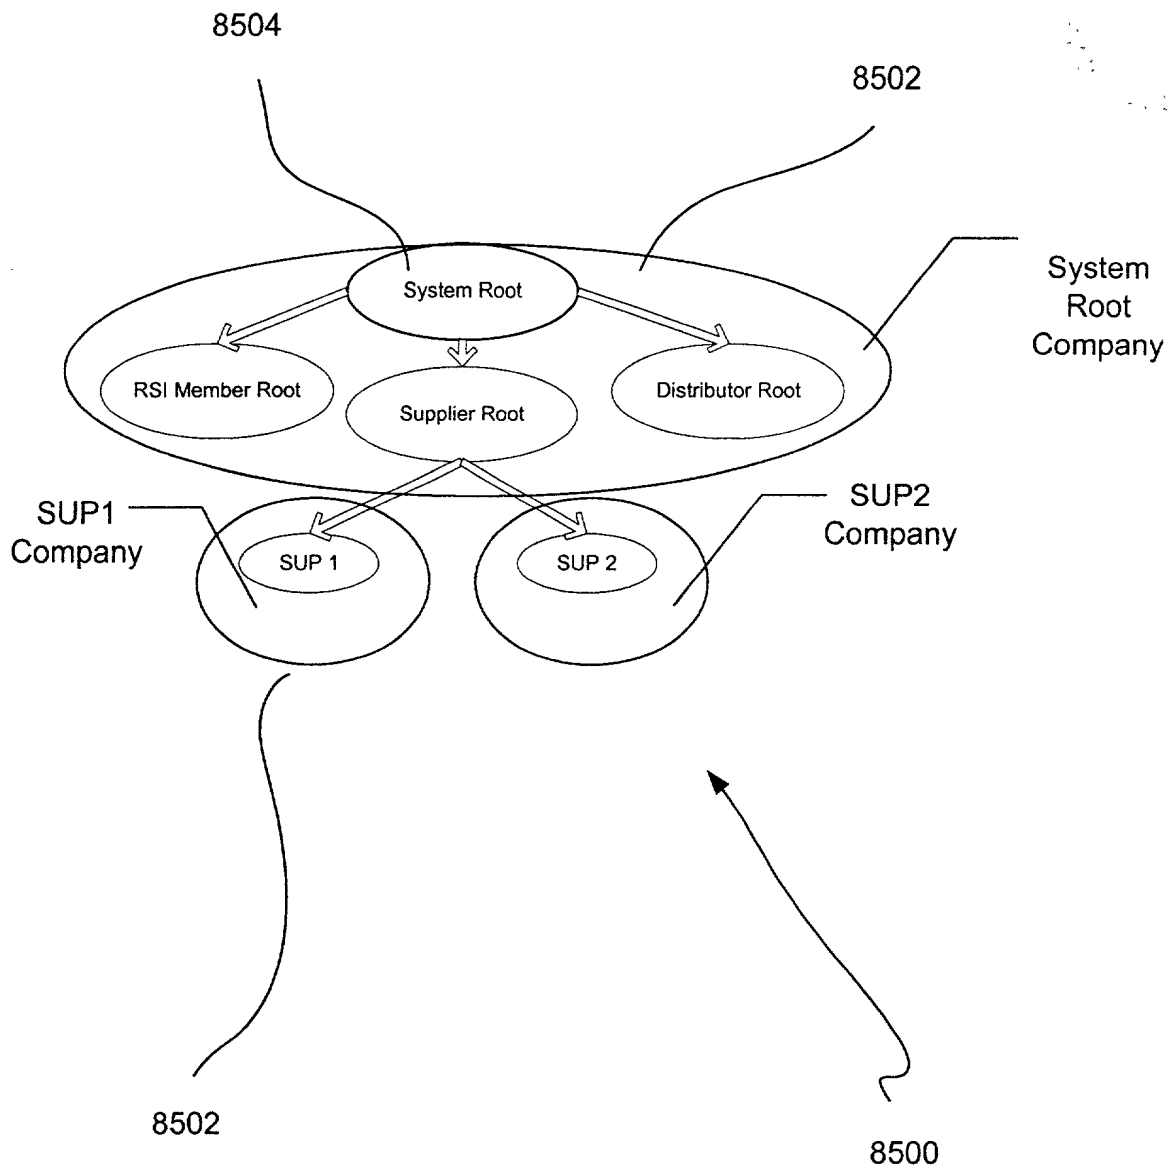 8504
8502
System Root
System
Root
Company
RSI Member Root
Supplier Root
Distributor Root
SUP1
Company
SUP2
Company
SUP 1
SUP 2
8502
8500